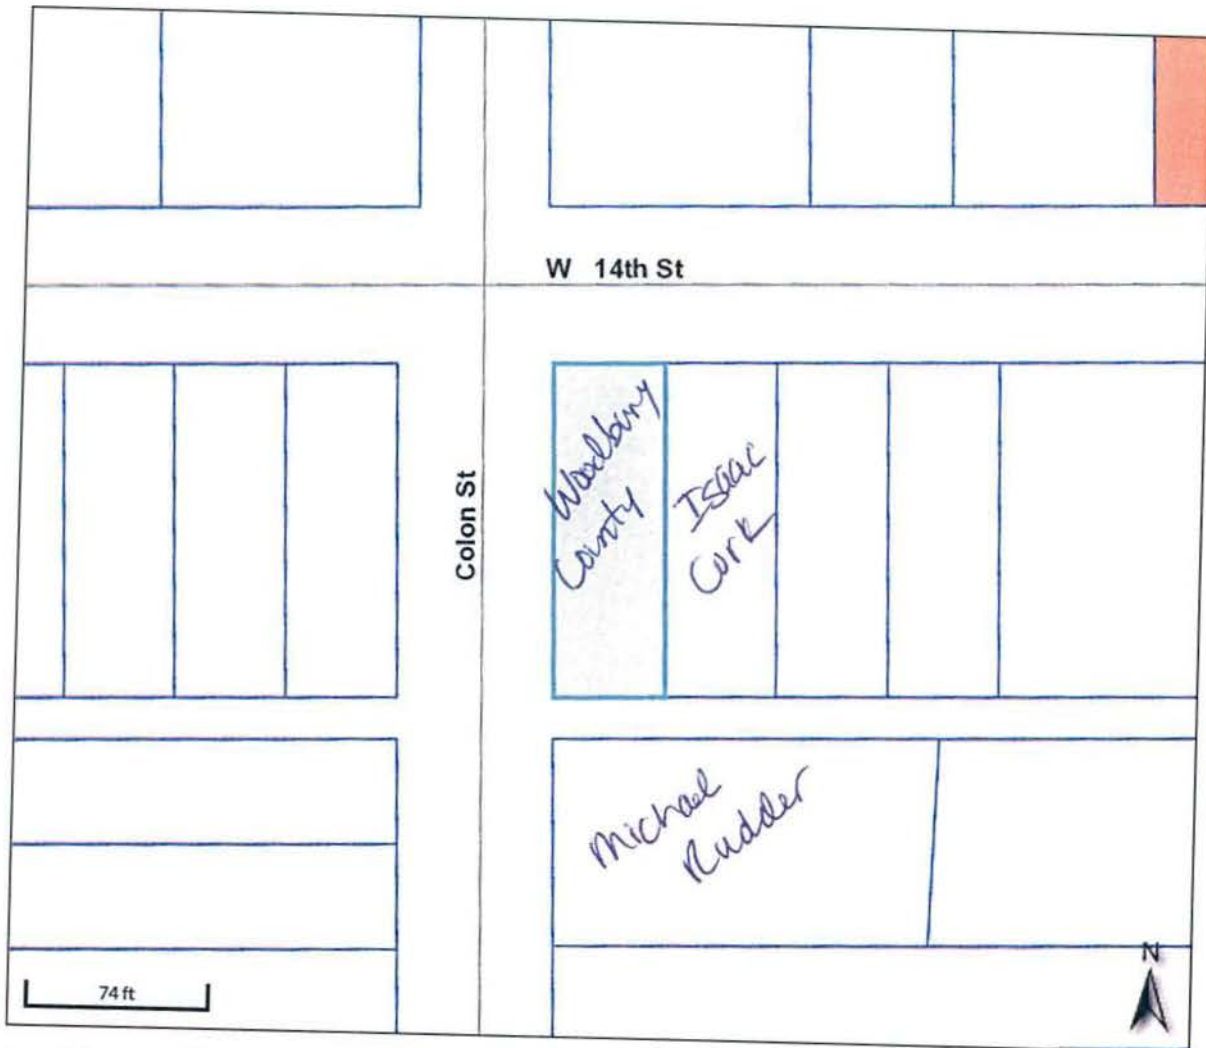 W 14th St
Colon St
Woodbury
County
Isaac
Cork
Michael
Rudder
74 ft
N